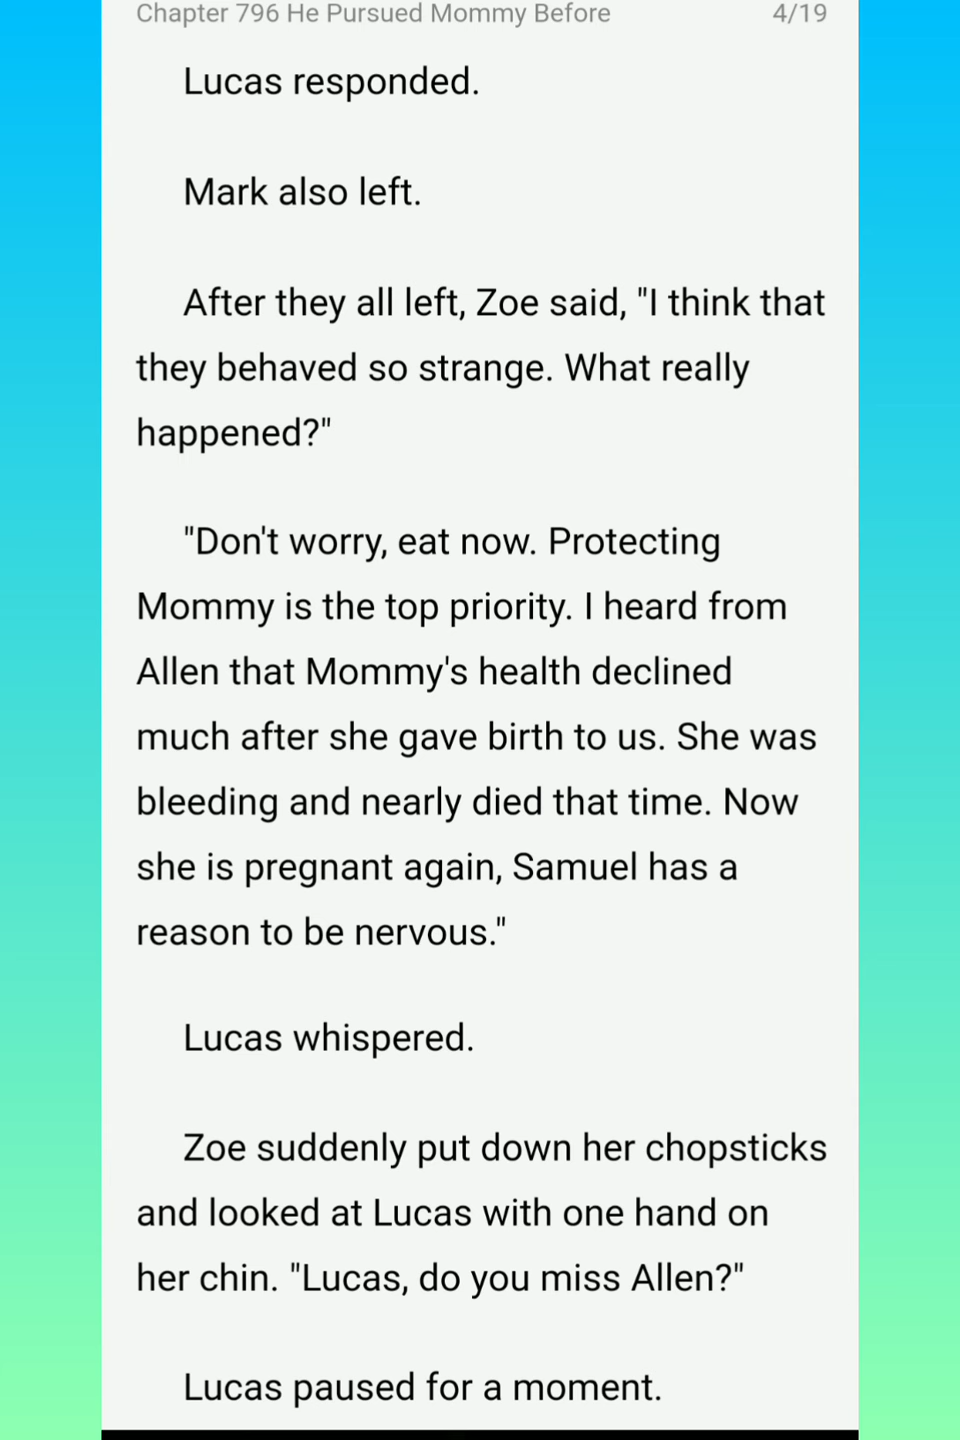 Chapter 796 He Pursued Mommy Before 4/19
Lucas responded.
Mark also left.
After they all left, Zoe said, "I think that
they behaved so strange. What really
happened?"
"Don't worry, eat now. Protecting
Mommy is the top priority. I heard from
Allen that Mommy's health declined
much after she gave birth to us. She was
bleeding and nearly died that time. Now
she is pregnant again, Samuel has a
reason to be nervous."
Lucas whispered.
Zoe suddenly put down her chopsticks
and looked at Lucas with one hand on
her chin. "Lucas, do you miss Allen?"
Lucas paused for a moment.